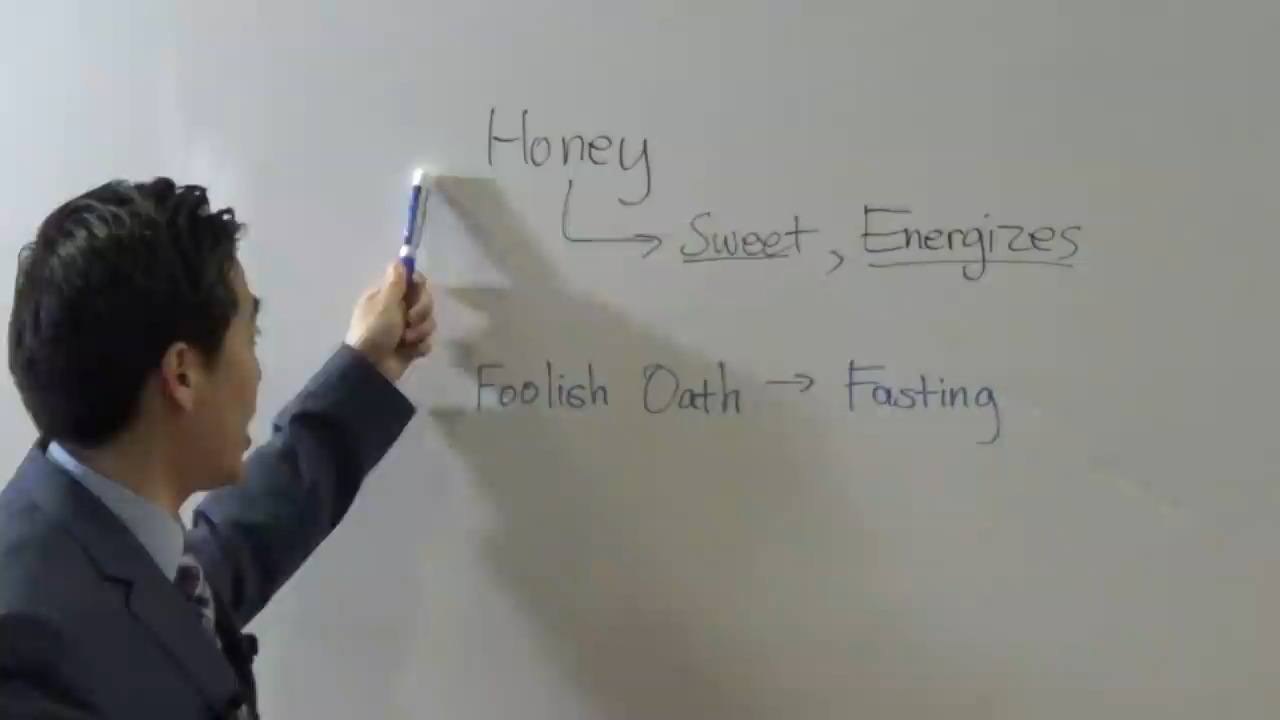 Honey
→ Sweet, Energizes
Foolish Oath → Fasting